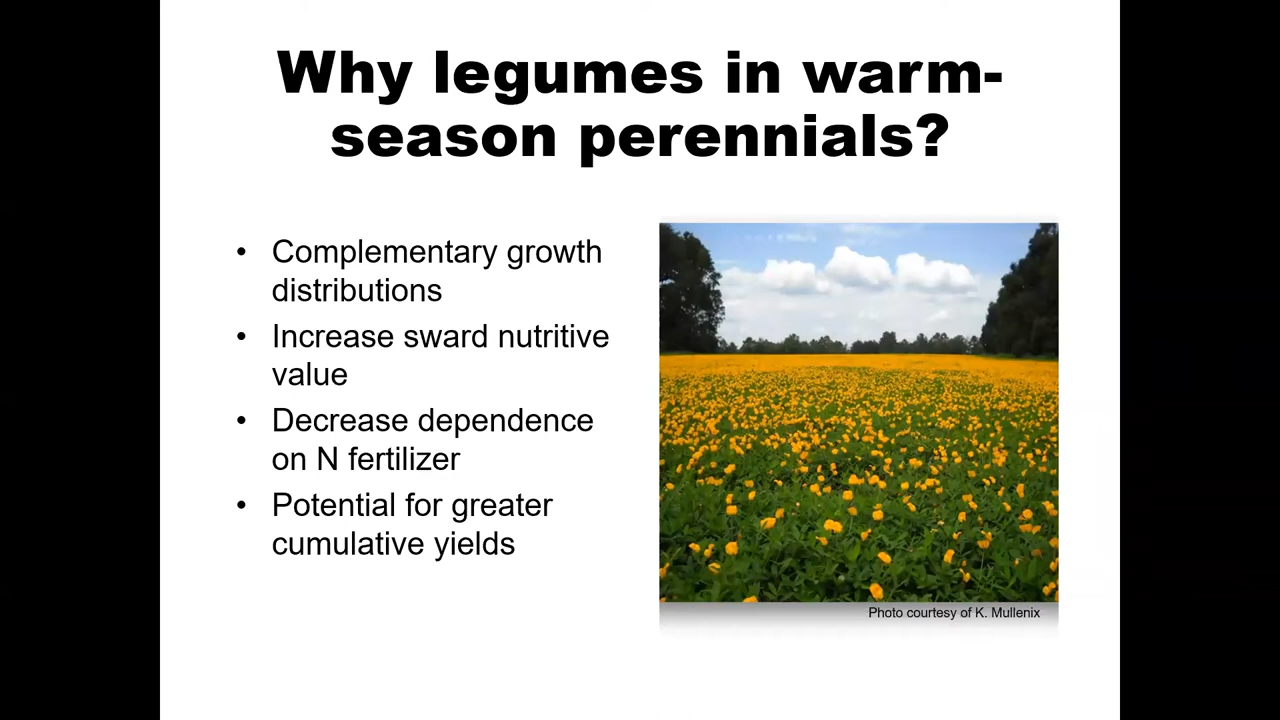 Why legumes in warm-
season perennials?
• Complementary growth
distributions
• Increase sward nutritive
value
• Decrease dependence
on N fertilizer
• Potential for greater
cumulative yields
Photo courtesy of K. Mullenix